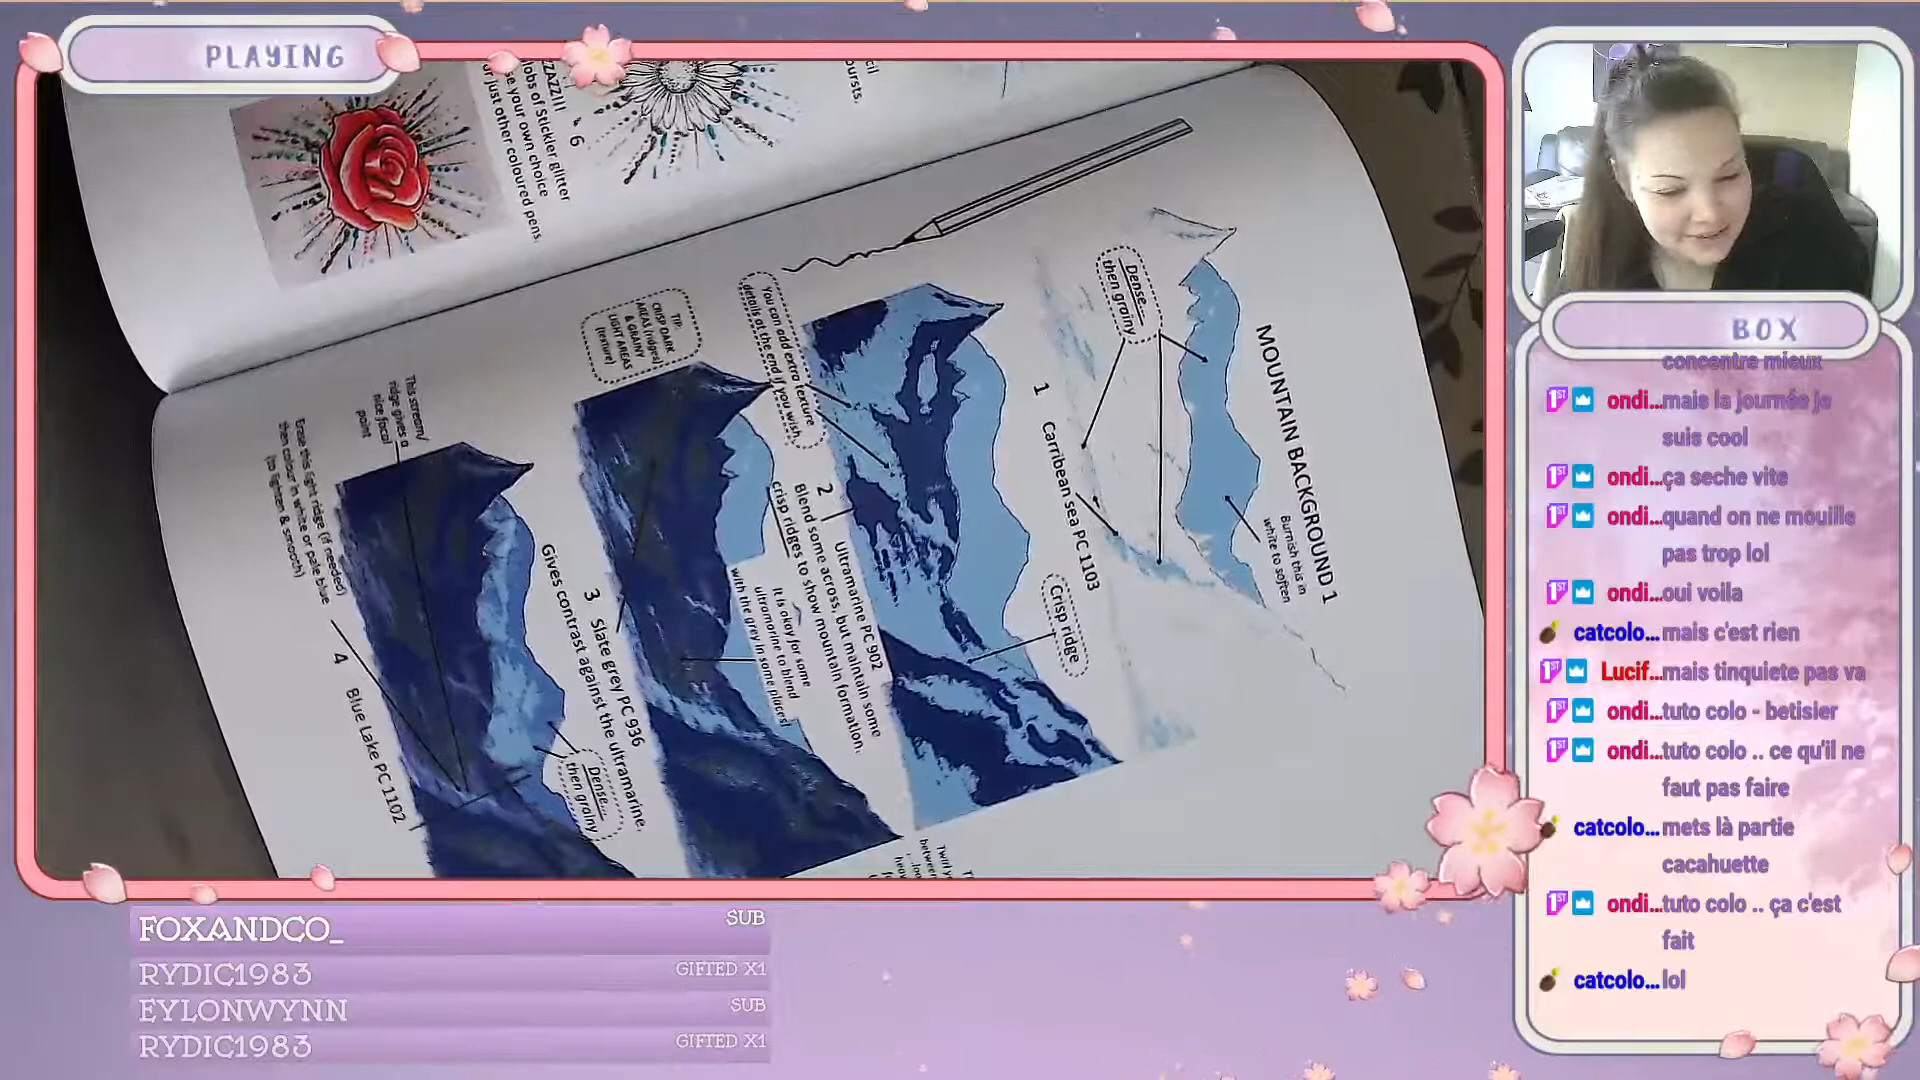 PLAYING
ZZAZZ!!! 6
lobs of Stickler glitter
se your own choice
ur just other coloured pens.
cil
bursts.
MOUNTAIN BACKGROUND 1
Burnish this in
white to soften
Dense...
then grainy
1 Carribean sea PC 1103
Crisp ridge
You can add extra texture
details at the end if you wish.
2 Ultramarine PC 902
Blend some across, but maintain some
crisp ridges to show mountain formation.
It is okay for some
ultramarine to blend
with the grey in some places!
TIP:
CRISP DARK
AREAS (ridges)
& GRAINY
LIGHT AREAS
(texture)
3 Slate grey PC 936
Gives contrast against the ultramarine.
Dense...
then grainy
This stream/
ridge gives a
nice focal
point
4 Blue Lake PC 1102
Erase this light ridge (if needed)
then colour in white or pale blue
(to lighten & smooth)
BOX
concentre mieux
ondi...mais la journée je
suis cool
ondi...ça seche vite
ondi...quand on ne mouille
pas trop lol
ondi...oui voila
catcolo...mais c'est rien
Lucif...mais tinquiete pas va
ondi...tuto colo - betisier
ondi...tuto colo .. ce qu'il ne
faut pas faire
catcolo...mets là partie
cacahuette
ondi...tuto colo .. ça c'est
fait
catcolo...lol
FOXANDCO_ SUB
RYDIC1983 GIFTED X1
EYLONWYNN SUB
RYDIC1983 GIFTED X1